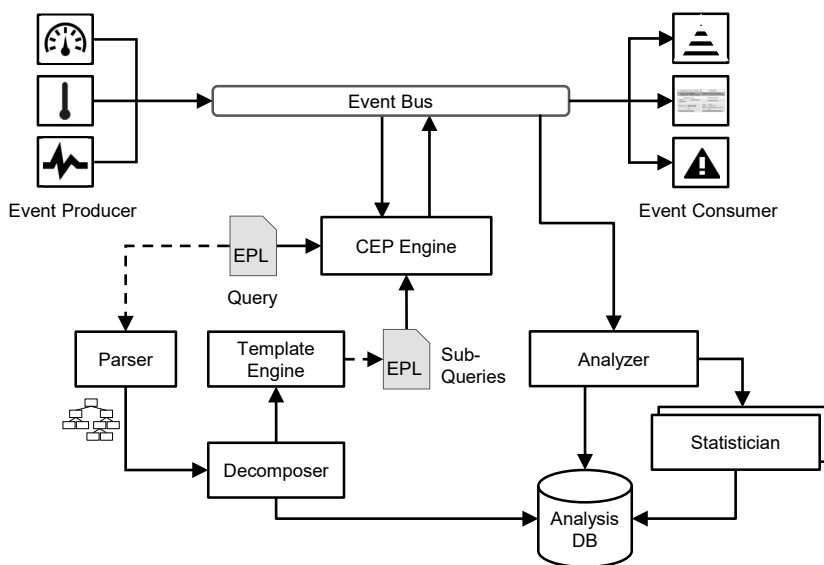 Event Bus
Event Producer
Event Consumer
EPL
CEP Engine
Query
Parser
Template
Engine
EPL
Sub-
Queries
Analyzer
Statistician
Decomposer
Analysis
DB